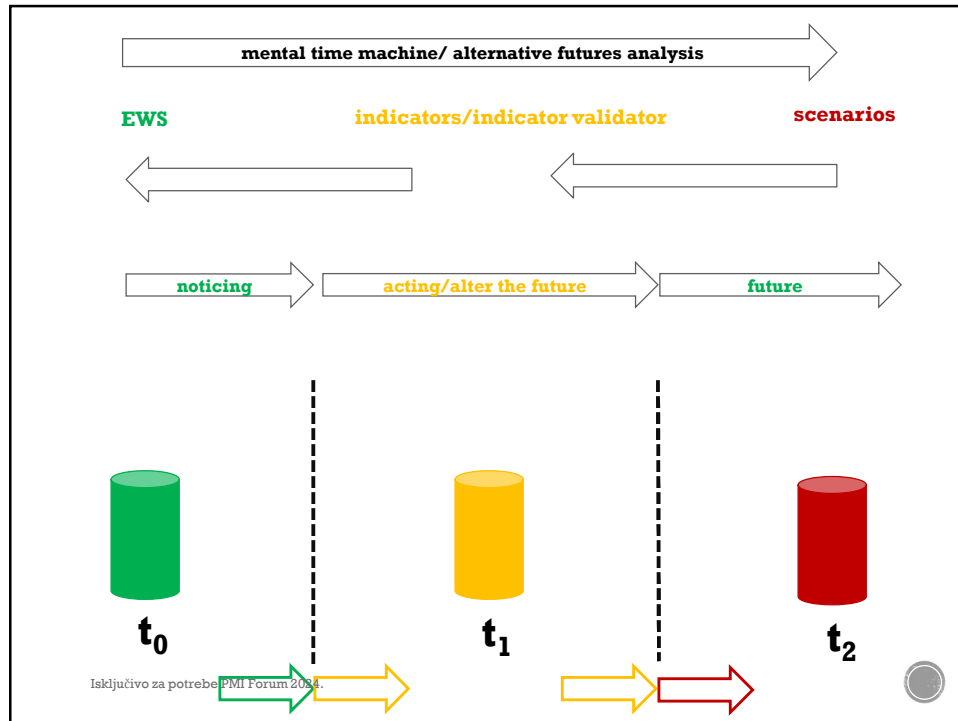 mental time machine/ alternative futures analysis
EWS indicators/indicator validator scenarios
noticing acting/alter the future future
t₀ t₁ t₂
Isključivo za potrebe PMI Forum 2024.